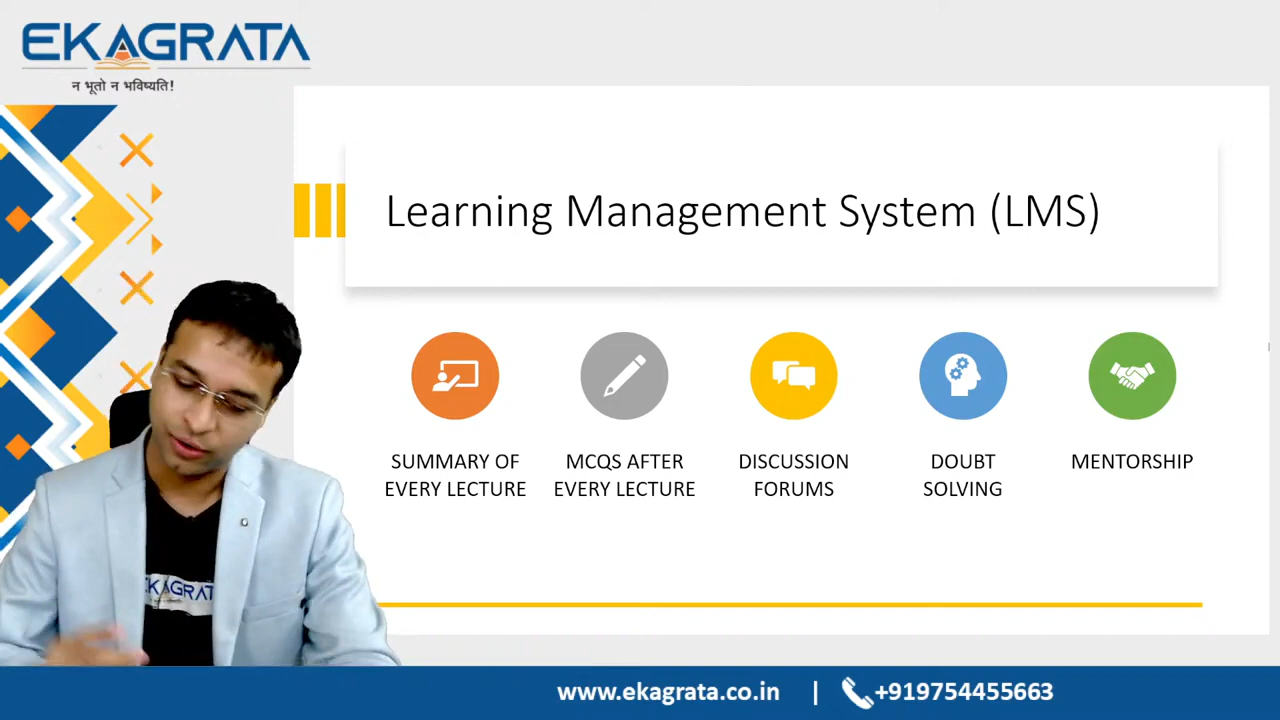 EKAGRATA
न भूतो न भविष्यति!
Learning Management System (LMS)
SUMMARY OF
EVERY LECTURE
MCQS AFTER
EVERY LECTURE
DISCUSSION
FORUMS
DOUBT
SOLVING
MENTORSHIP
EKAGRATA
www.ekagrata.co.in | +919754455663